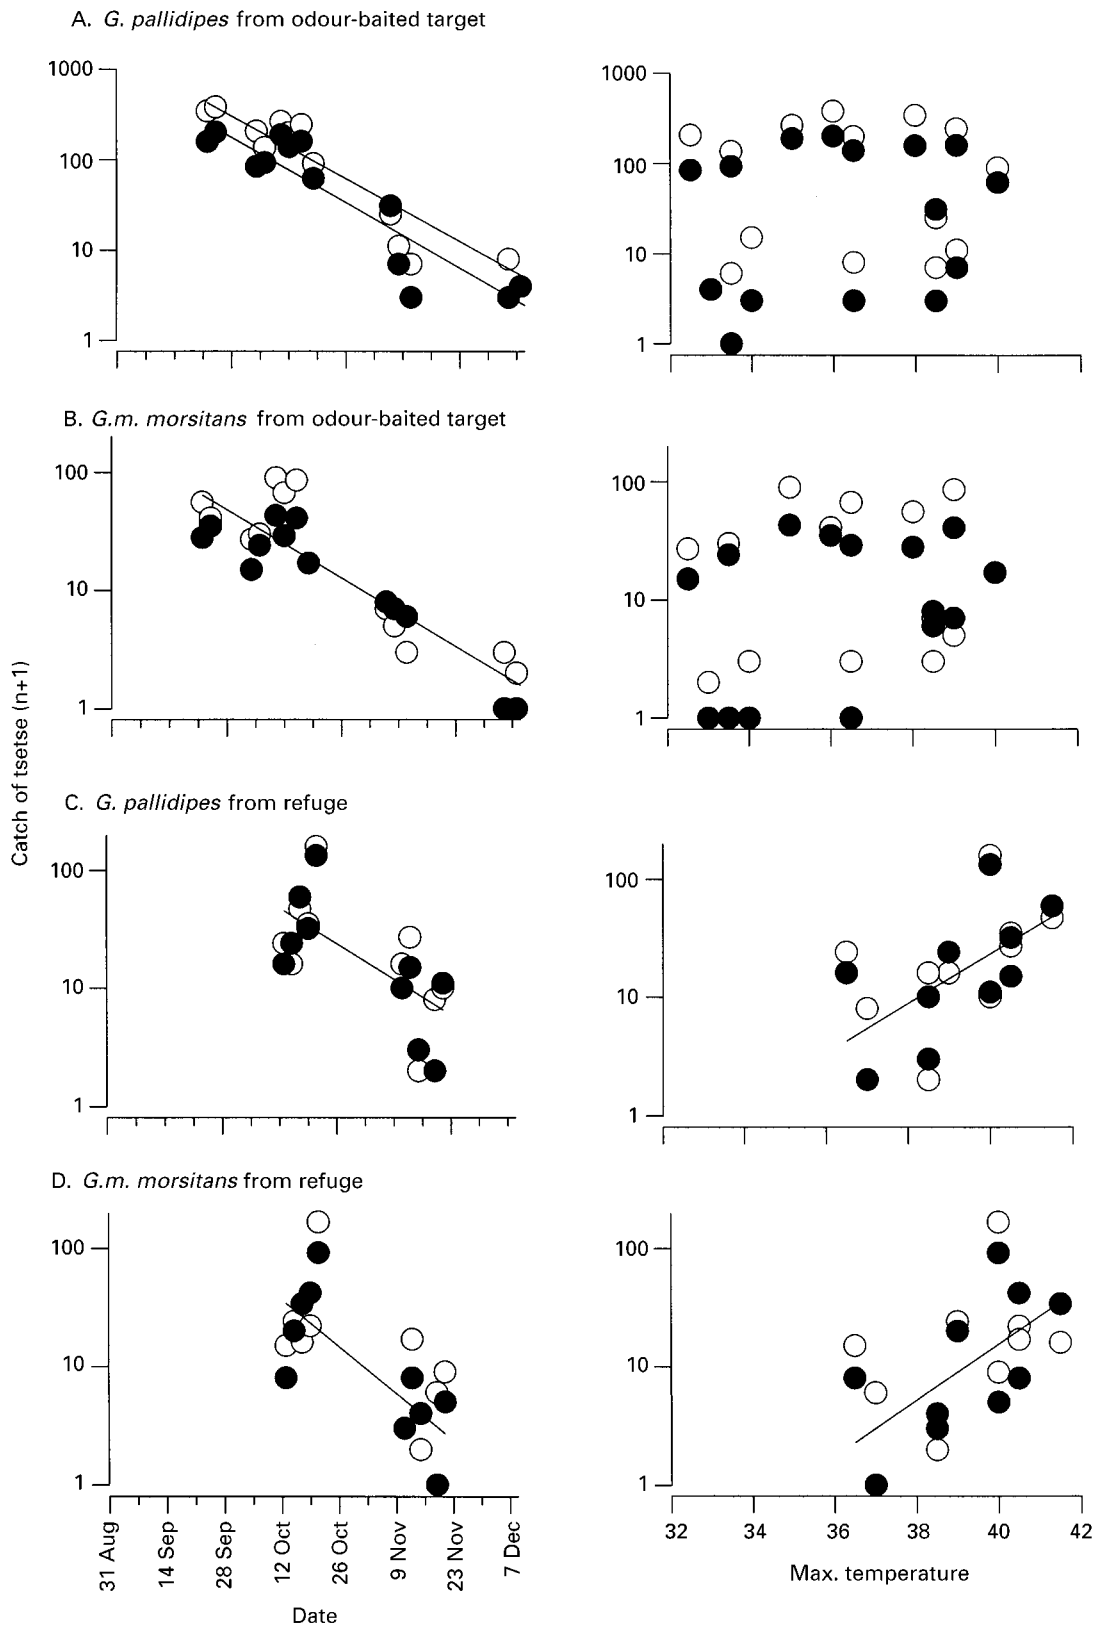 A. G. pallidipes from odour-baited target
1000
100
10
1
1000
100
10
1
B. G.m. morsitans from odour-baited target
100
10
1
100
10
1
Catch of tsetse (n+1)
C. G. pallidipes from refuge
100
10
1
100
10
1
D. G.m. morsitans from refuge
100
10
1
100
10
1
31 Aug
14 Sep
28 Sep
12 Oct
26 Oct
9 Nov
23 Nov
7 Dec
32 34 36 38 40 42
Date
Max. temperature